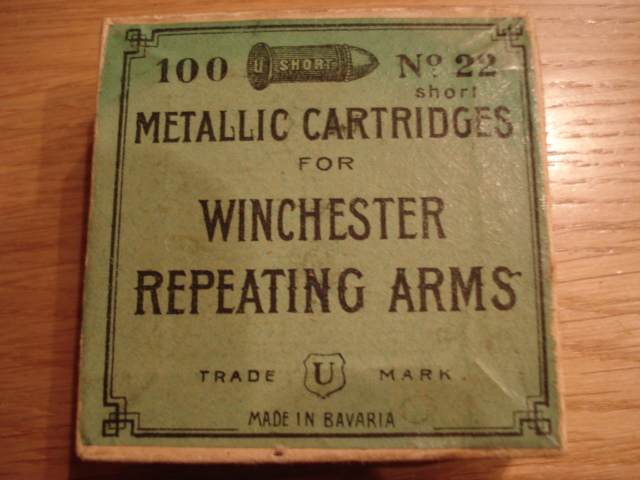 100 U SHORT Nº 22
short
METALLIC CARTRIDGES
FOR
WINCHESTER
REPEATING ARMS
TRADE U MARK.
MADE IN BAVARIA